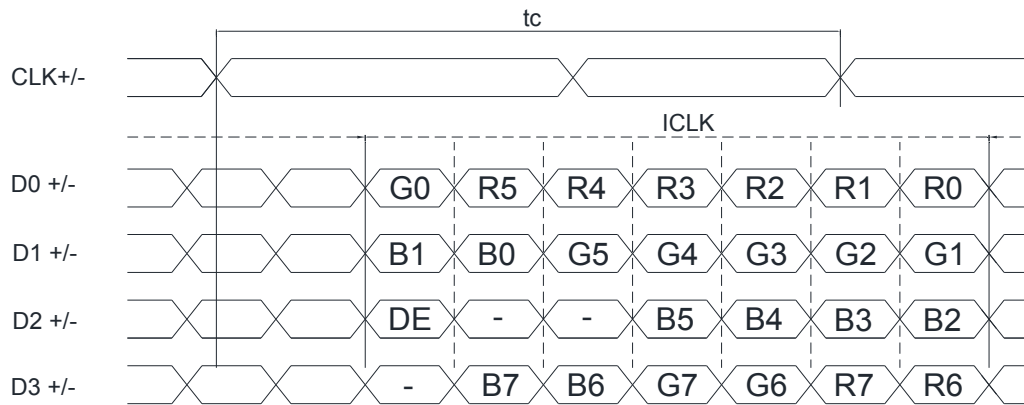 tc
CLK+/-
ICLK
D0 +/- G0 R5 R4 R3 R2 R1 R0
D1 +/- B1 B0 G5 G4 G3 G2 G1
D2 +/- DE - - B5 B4 B3 B2
D3 +/- - B7 B6 G7 G6 R7 R6